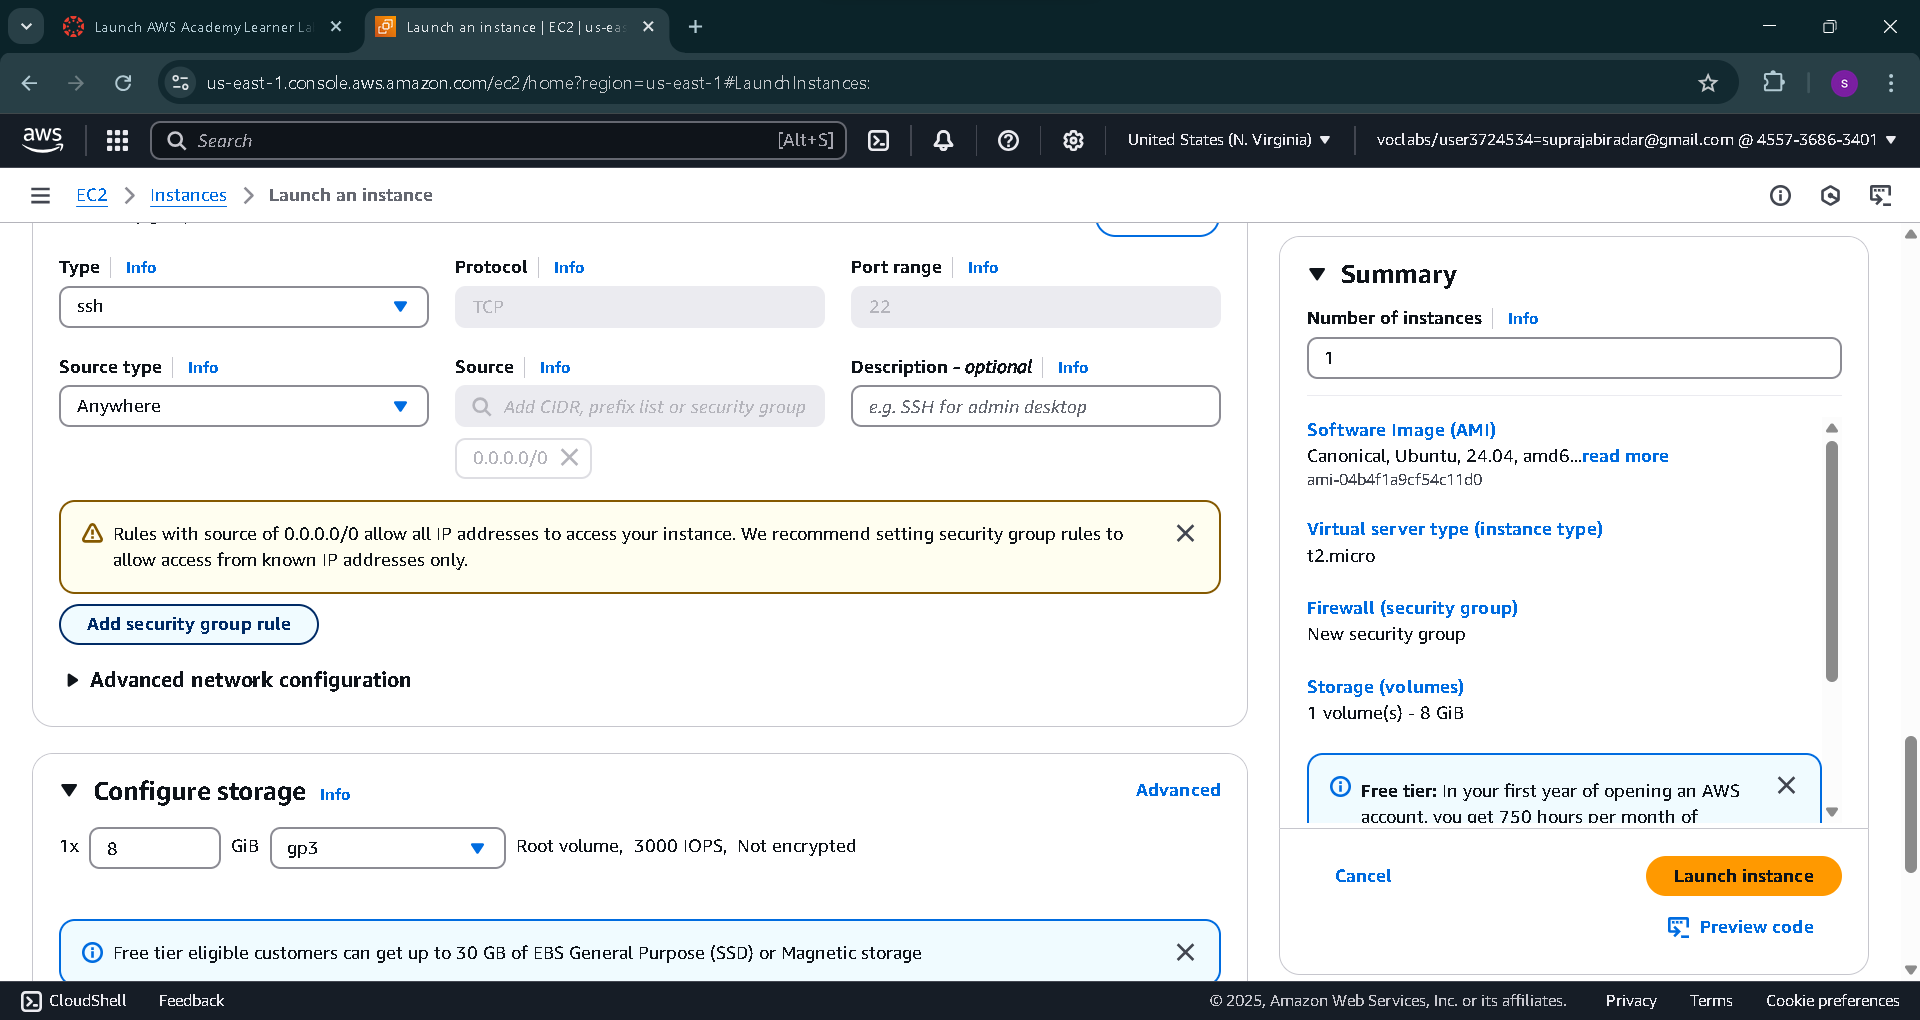 Launch AWS Academy Learner La
Launch an instance | EC2 | us-eas
us-east-1.console.aws.amazon.com/ec2/home?region=us-east-1#LaunchInstances:
S
aws
Search
[Alt+S]
United States (N. Virginia)
voclabs/user3724534=suprajabiradar@gmail.com @ 4557-3686-3401
EC2 > Instances > Launch an instance
Type Info
Protocol Info
Port range Info
ssh
TCP
22
Source type Info
Source Info
Description - optional Info
Anywhere
Add CIDR, prefix list or security group
e.g. SSH for admin desktop
0.0.0.0/0
Rules with source of 0.0.0.0/0 allow all IP addresses to access your instance. We recommend setting security group rules to
allow access from known IP addresses only.
Add security group rule
Advanced network configuration
Configure storage Info
Advanced
1x 8 GiB gp3 Root volume, 3000 IOPS, Not encrypted
Free tier eligible customers can get up to 30 GB of EBS General Purpose (SSD) or Magnetic storage
Summary
Number of instances Info
1
Software Image (AMI)
Canonical, Ubuntu, 24.04, amd6...read more
ami-04b4f1a9cf54c11d0
Virtual server type (instance type)
t2.micro
Firewall (security group)
New security group
Storage (volumes)
1 volume(s) - 8 GiB
Free tier: In your first year of opening an AWS
account, you get 750 hours per month of
Cancel
Launch instance
Preview code
CloudShell Feedback
© 2025, Amazon Web Services, Inc. or its affiliates. Privacy Terms Cookie preferences